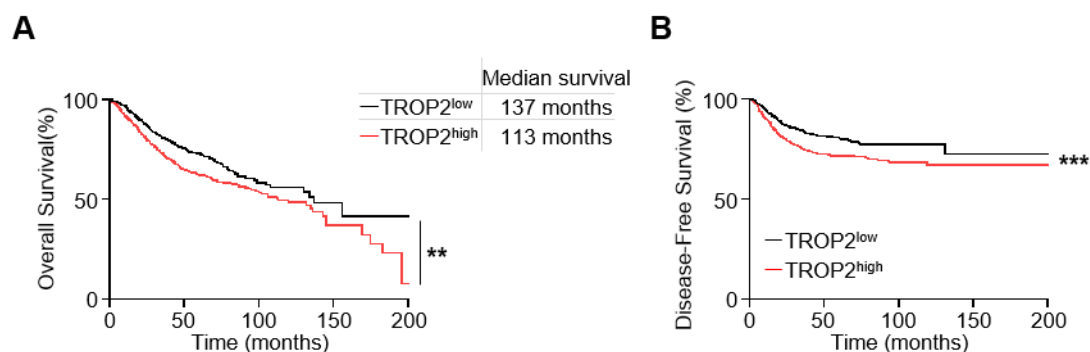 A
Median survival
TROP2low 137 months
TROP2high 113 months
Overall Survival(%)
100
50
0
0 50 100 150 200
Time (months)
**
B
Disease-Free Survival (%)
100
50
0
0 50 100 150 200
Time (months)
TROP2low
TROP2high
***